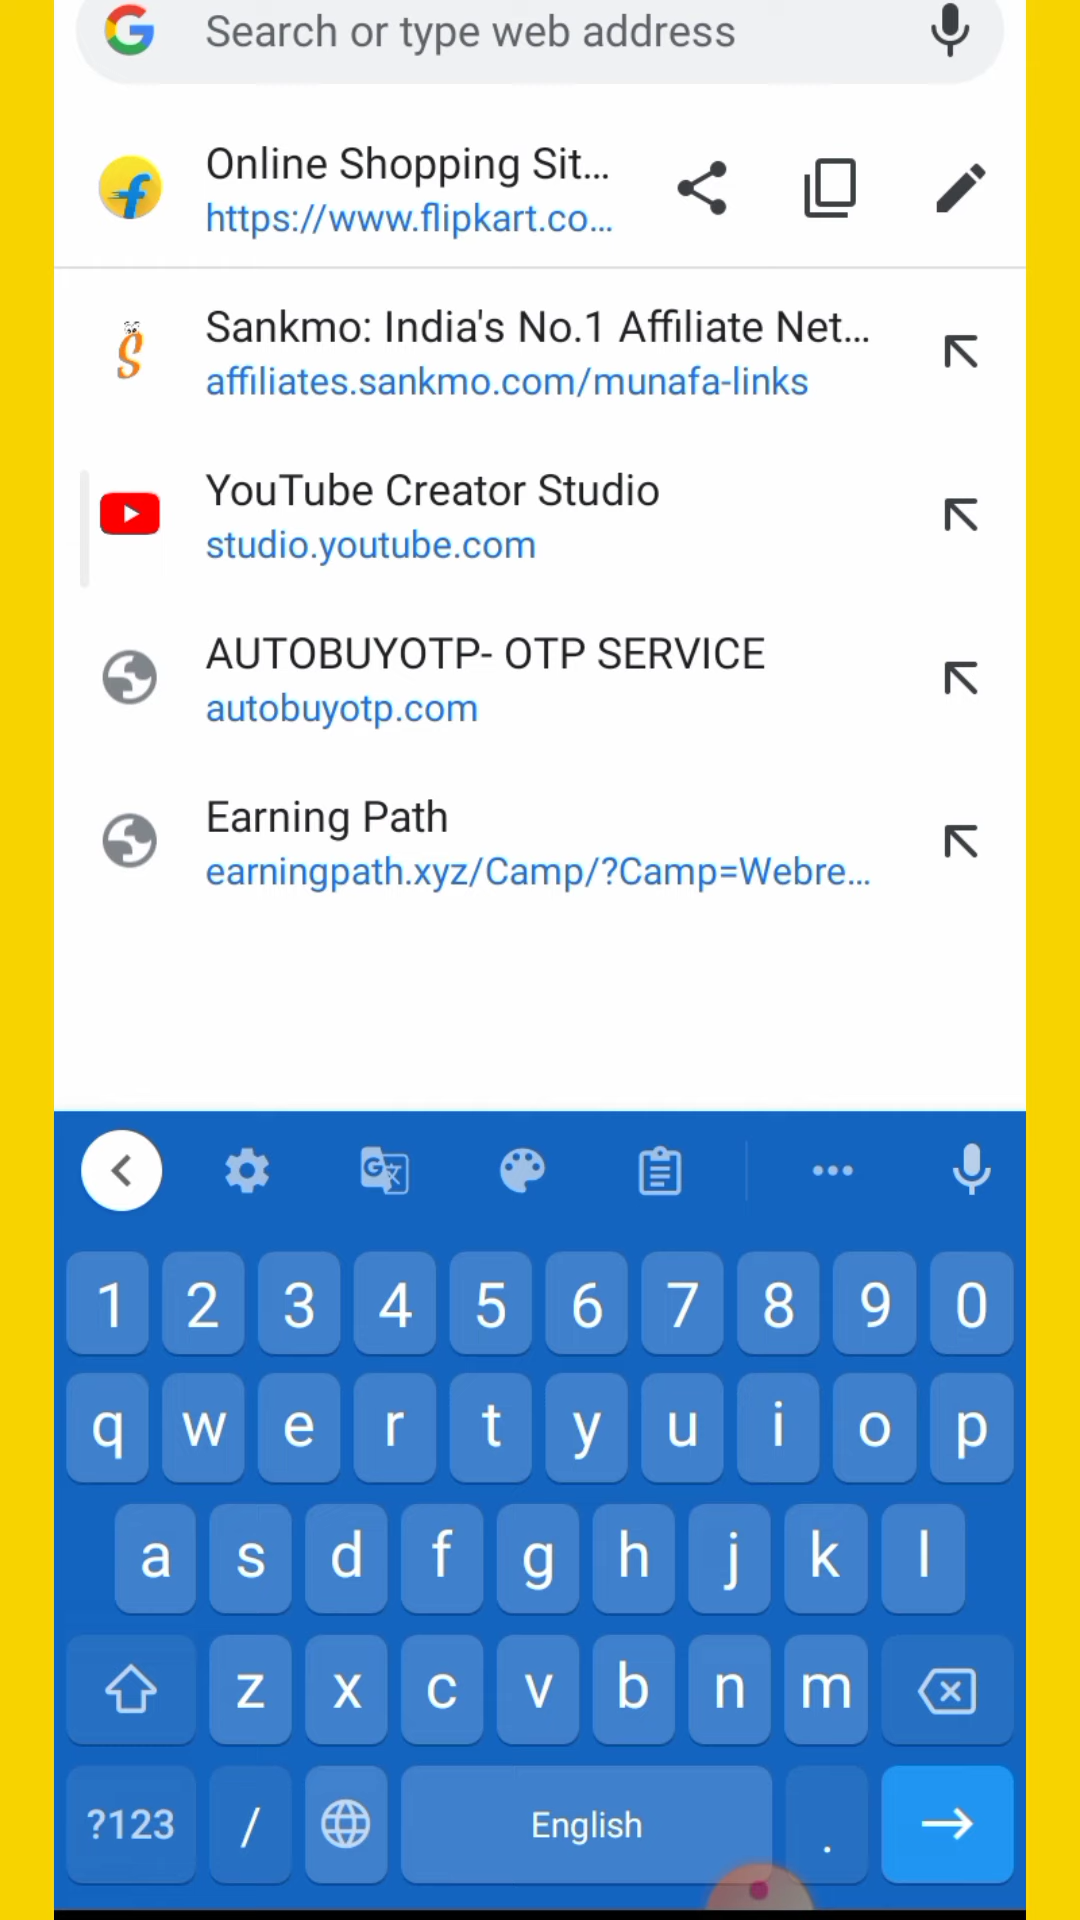 Search or type web address
Online Shopping Sit...
https://www.flipkart.co...
Sankmo: India's No.1 Affiliate Net...
affiliates.sankmo.com/munafa-links
YouTube Creator Studio
studio.youtube.com
AUTOBUYOTP- OTP SERVICE
autobuyotp.com
Earning Path
earningpath.xyz/Camp/?Camp=Webre...
1 2 3 4 5 6 7 8 9 0
q w e r t y u i o p
a s d f g h j k l
z x c v b n m
?123 / English .